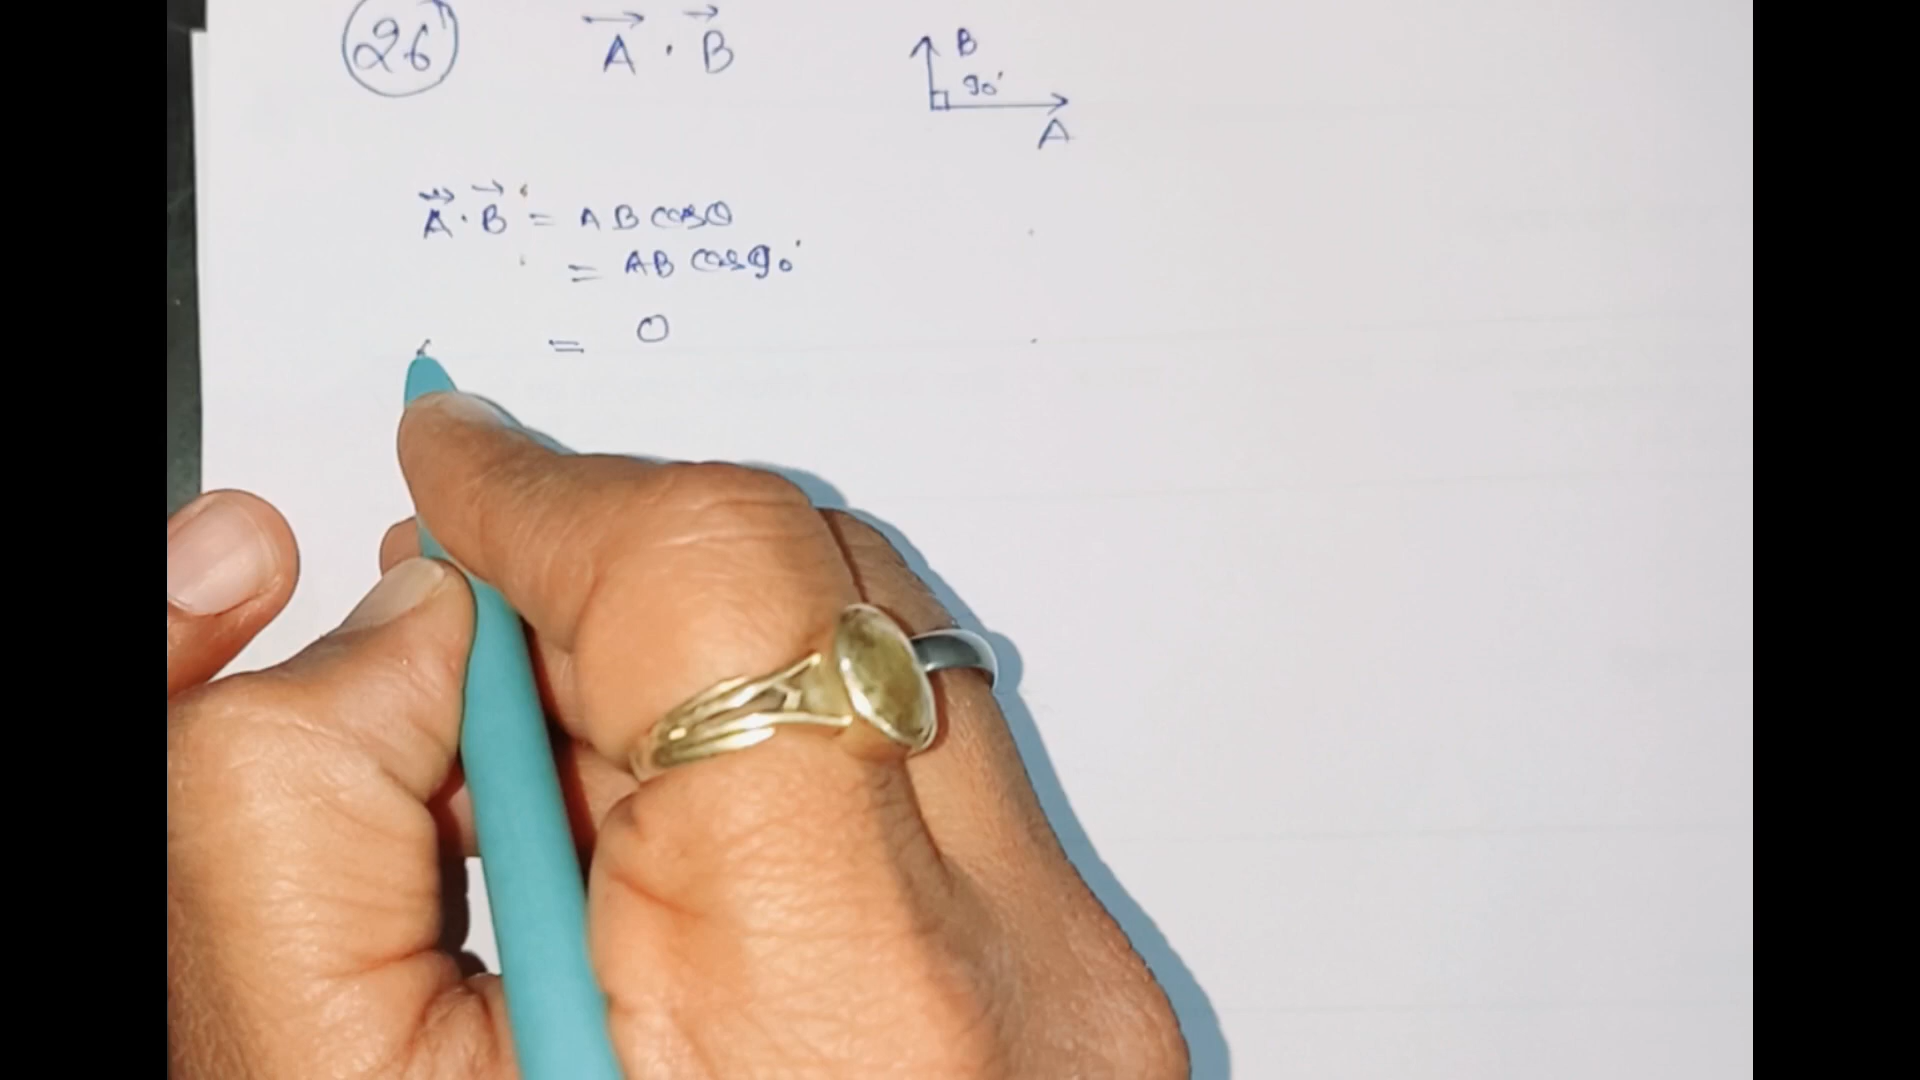 26 A⃗ · B⃗
B
90°
A
A⃗ · B⃗ = AB cosθ
= AB cos90°
= 0